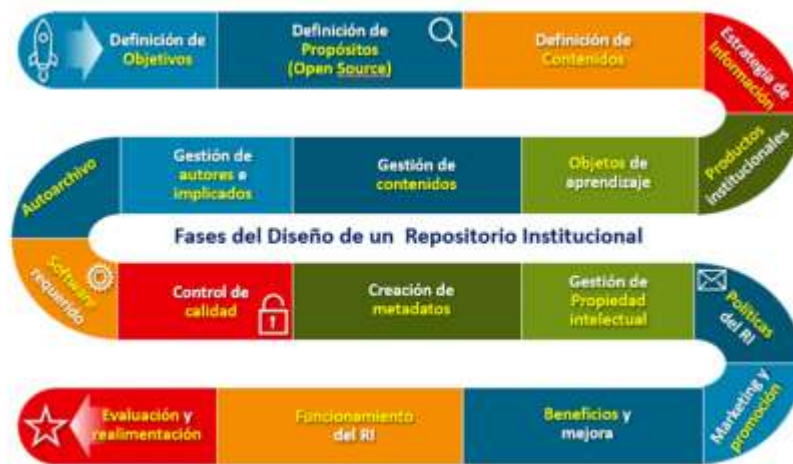 Definición de
Objetivos
Definición de
Propósitos
(Open Source)
Definición de
Contenidos
Estrategia de
Información
Productos
institucionales
Objetos de
aprendizaje
Gestión de
contenidos
Gestión de
autores e
implicados
Autoarchivo
Fases del Diseño de un Repositorio Institucional
Software
requerido
Control de
calidad
Creación de
metadatos
Gestión de
Propiedad
intelectual
Políticas
del RI
Marketing y
promoción
Beneficios y
mejora
Funcionamiento
del RI
Evaluación y
realimentación